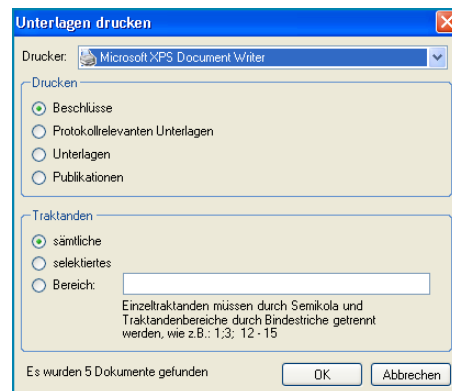 Unterlagen drucken
Drucker: Microsoft XPS Document Writer
Drucken
Beschlüsse
Protokollrelevanten Unterlagen
Unterlagen
Publikationen
Traktanden
sämtliche
selektiertes
Bereich:
Einzeltraktanden müssen durch Semikola und
Traktandenbereiche durch Bindestriche getrennt
werden, wie z.B.: 1;3; 12 - 15
Es wurden 5 Dokumente gefunden OK Abbrechen